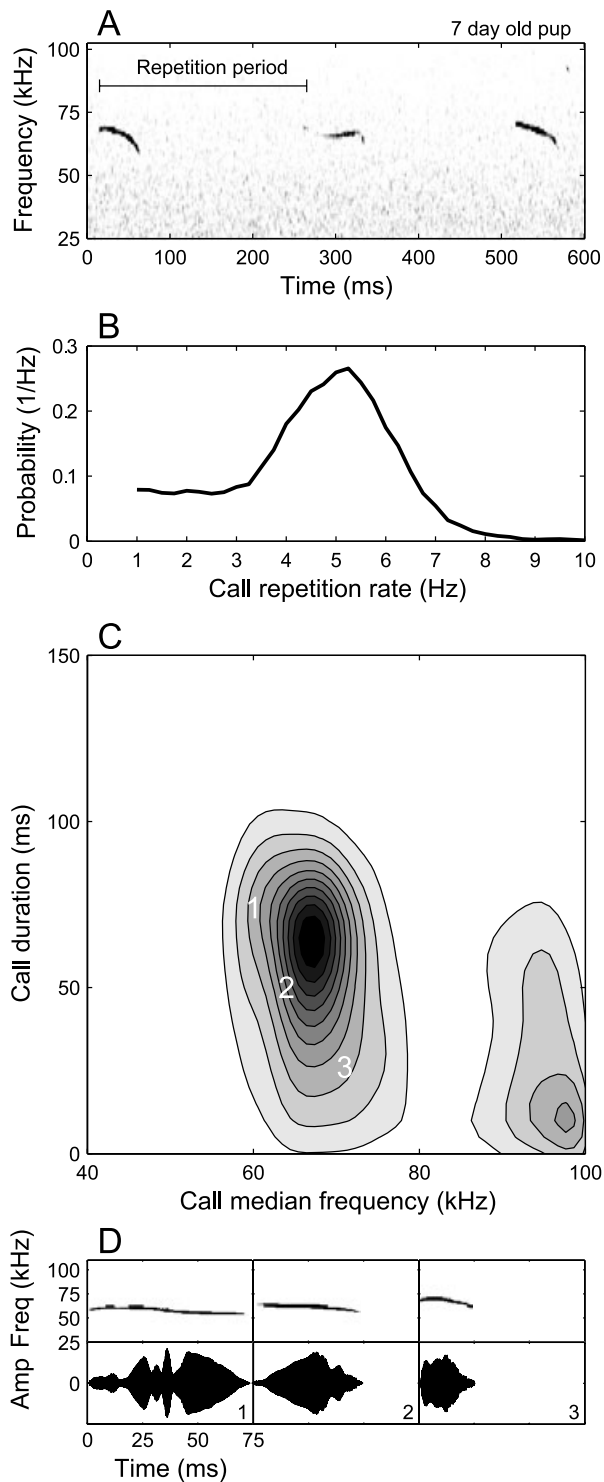 A
7 day old pup
Repetition period
Frequency (kHz)
100
75
50
25
0 100 200 300 400 500 600
Time (ms)
B
Probability (1/Hz)
0.3
0.2
0.1
0
0 1 2 3 4 5 6 7 8 9 10
Call repetition rate (Hz)
C
Call duration (ms)
150
100
50
0
1
2
3
40 60 80 100
Call median frequency (kHz)
D
Amp Freq (kHz)
100
75
50
25
0
1 2 3
0 25 50 75
Time (ms)